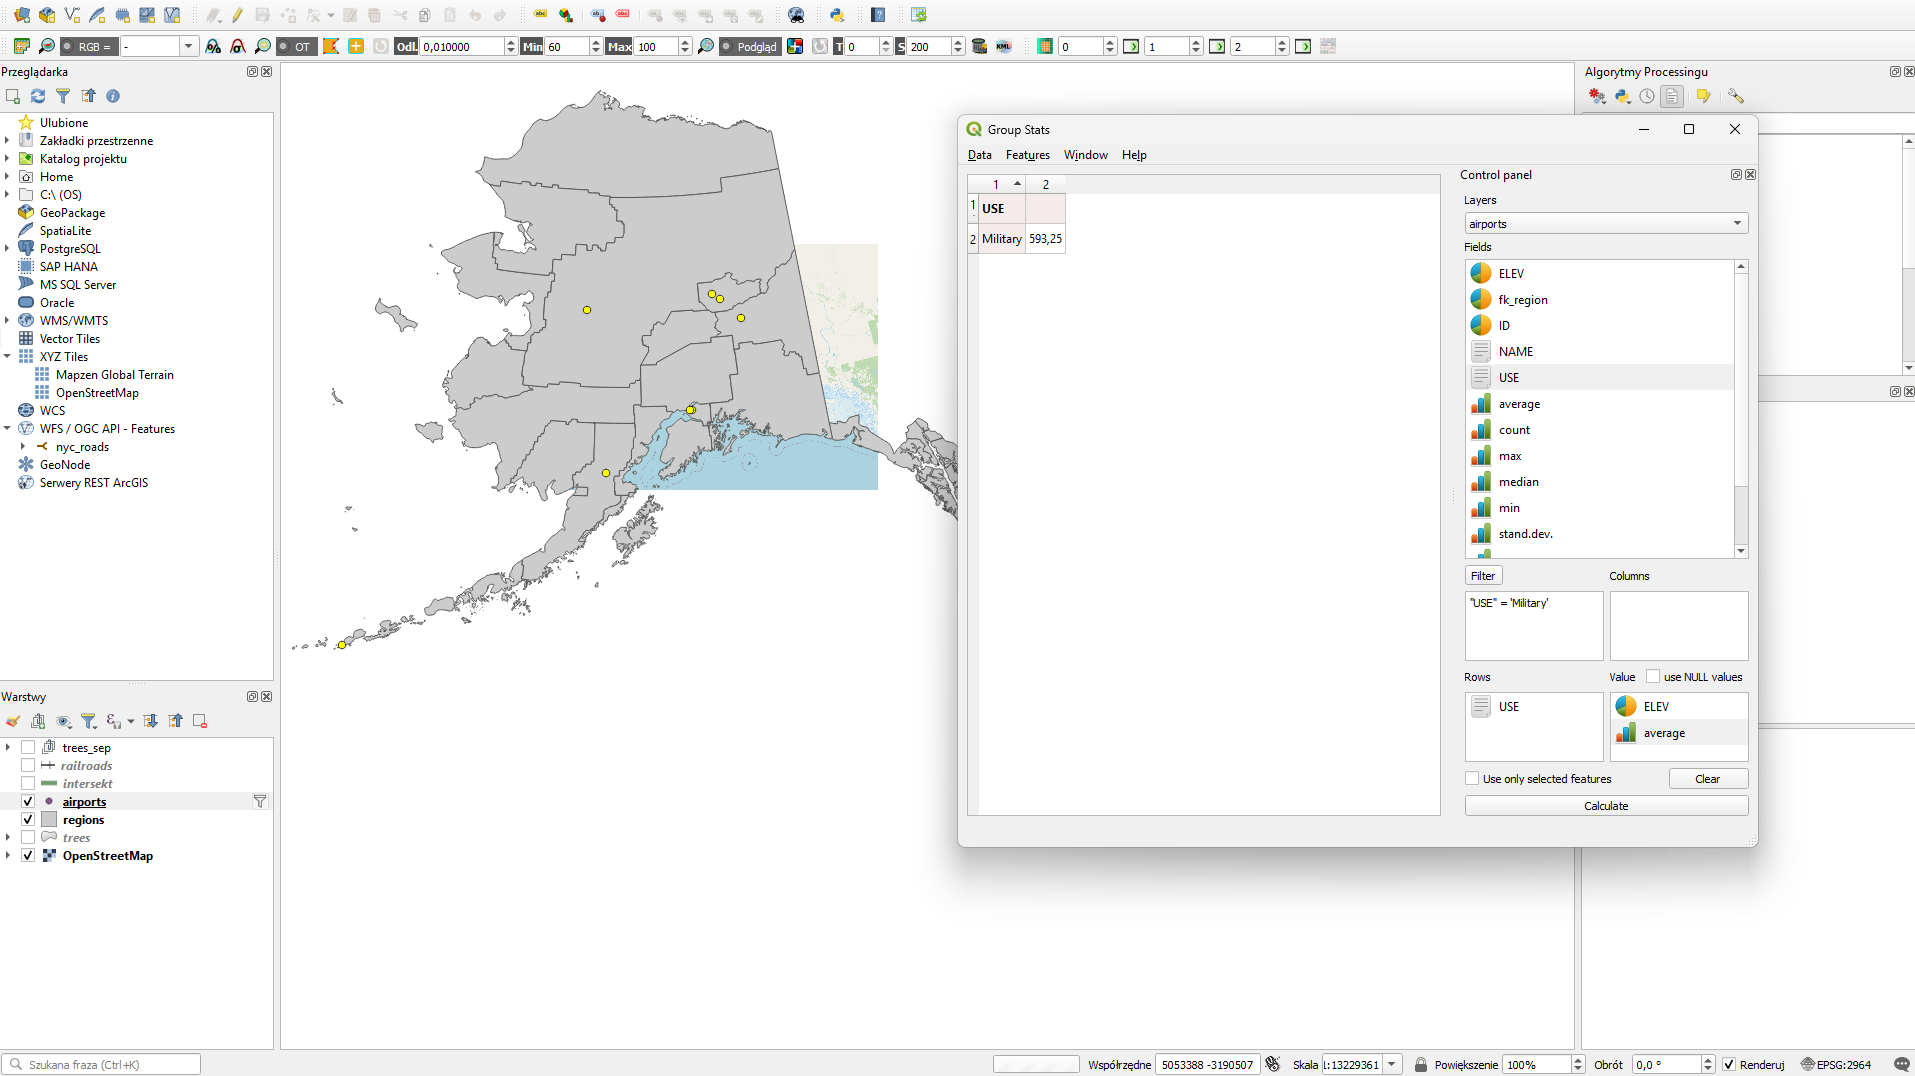 RGB =
-
OT
Odl.
0,010000
Min
60
Max
100
Podgląd
T
0
S
200
KML
0
1
2
Przeglądarka
Ulubione
Zakładki przestrzenne
Katalog projektu
Home
C:\ (OS)
GeoPackage
SpatiaLite
PostgreSQL
SAP HANA
MS SQL Server
Oracle
WMS/WMTS
Vector Tiles
XYZ Tiles
Mapzen Global Terrain
OpenStreetMap
WCS
WFS / OGC API - Features
nyc_roads
GeoNode
Serwery REST ArcGIS
Warstwy
trees_sep
railroads
intersekt
airports
regions
trees
OpenStreetMap
Algorytmy Processingu
Group Stats
Data
Features
Window
Help
1
2
1
USE
2
Military
593,25
Control panel
Layers
airports
Fields
ELEV
fk_region
ID
NAME
USE
average
count
max
median
min
stand.dev.
Filter
Columns
"USE" = 'Military'
Rows
Value
use NULL values
USE
ELEV
average
Use only selected features
Clear
Calculate
Szukana fraza (Ctrl+K)
Współrzędne
5053388 -3190507
Skala
L:13229361
Powiększenie
100%
Obrót
0,0 °
Renderuj
EPSG:2964